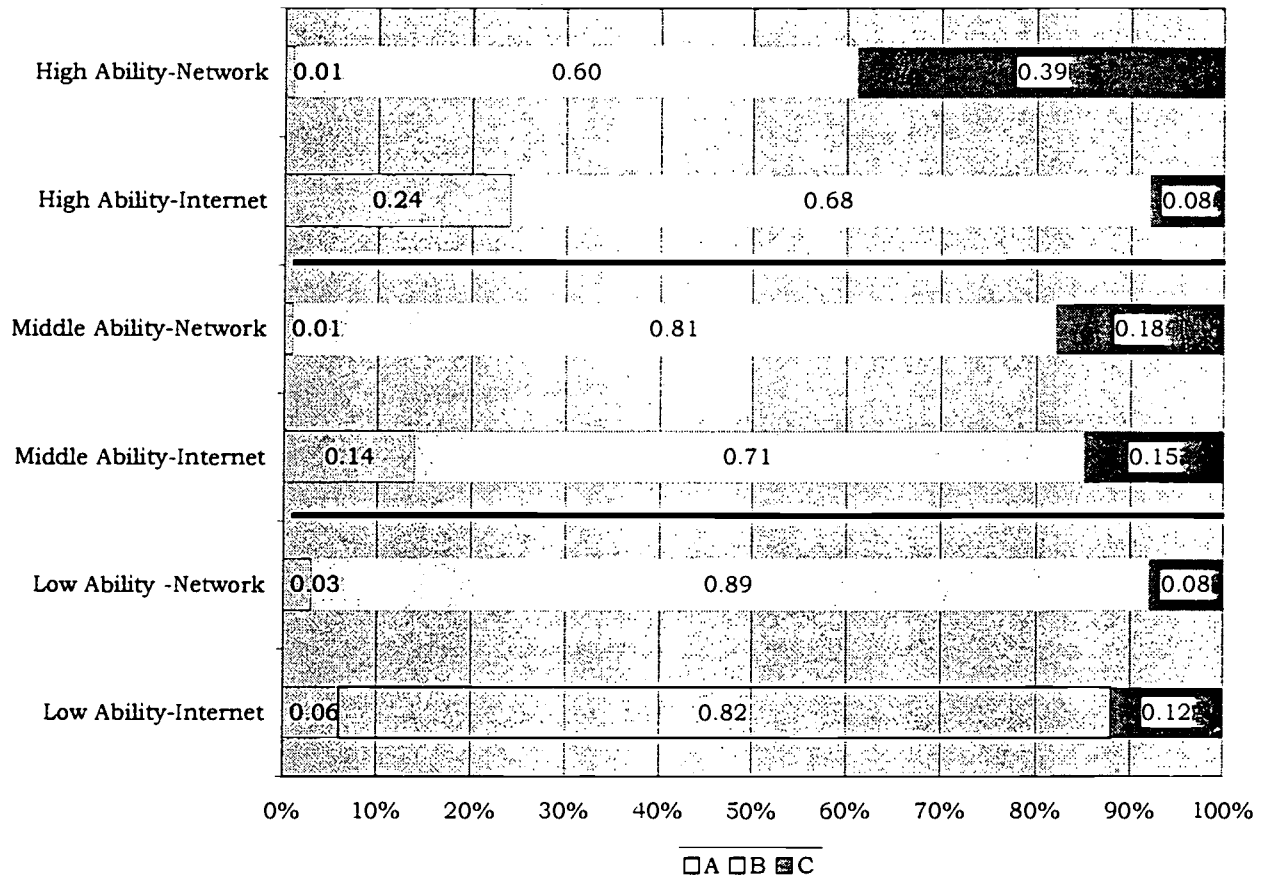 High Ability-Network 0.01 0.60 0.39
High Ability-Internet 0.24 0.68 0.08
Middle Ability-Network 0.01 0.81 0.18
Middle Ability-Internet 0.14 0.71 0.15
Low Ability -Network 0.03 0.89 0.08
Low Ability-Internet 0.06 0.82 0.12
0% 10% 20% 30% 40% 50% 60% 70% 80% 90% 100%
A B C